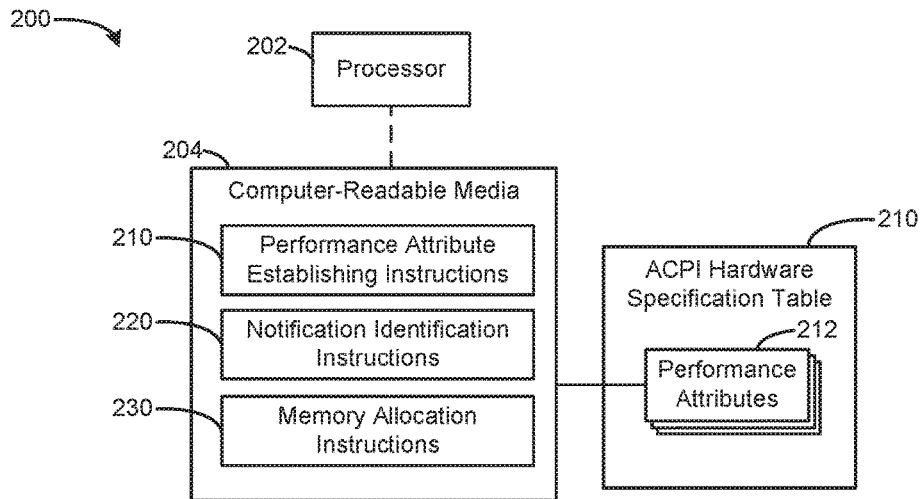 200
202
Processor
204
Computer-Readable Media
210
Performance Attribute
Establishing Instructions
220
Notification Identification
Instructions
230
Memory Allocation
Instructions
210
ACPI Hardware
Specification Table
212
Performance
Attributes